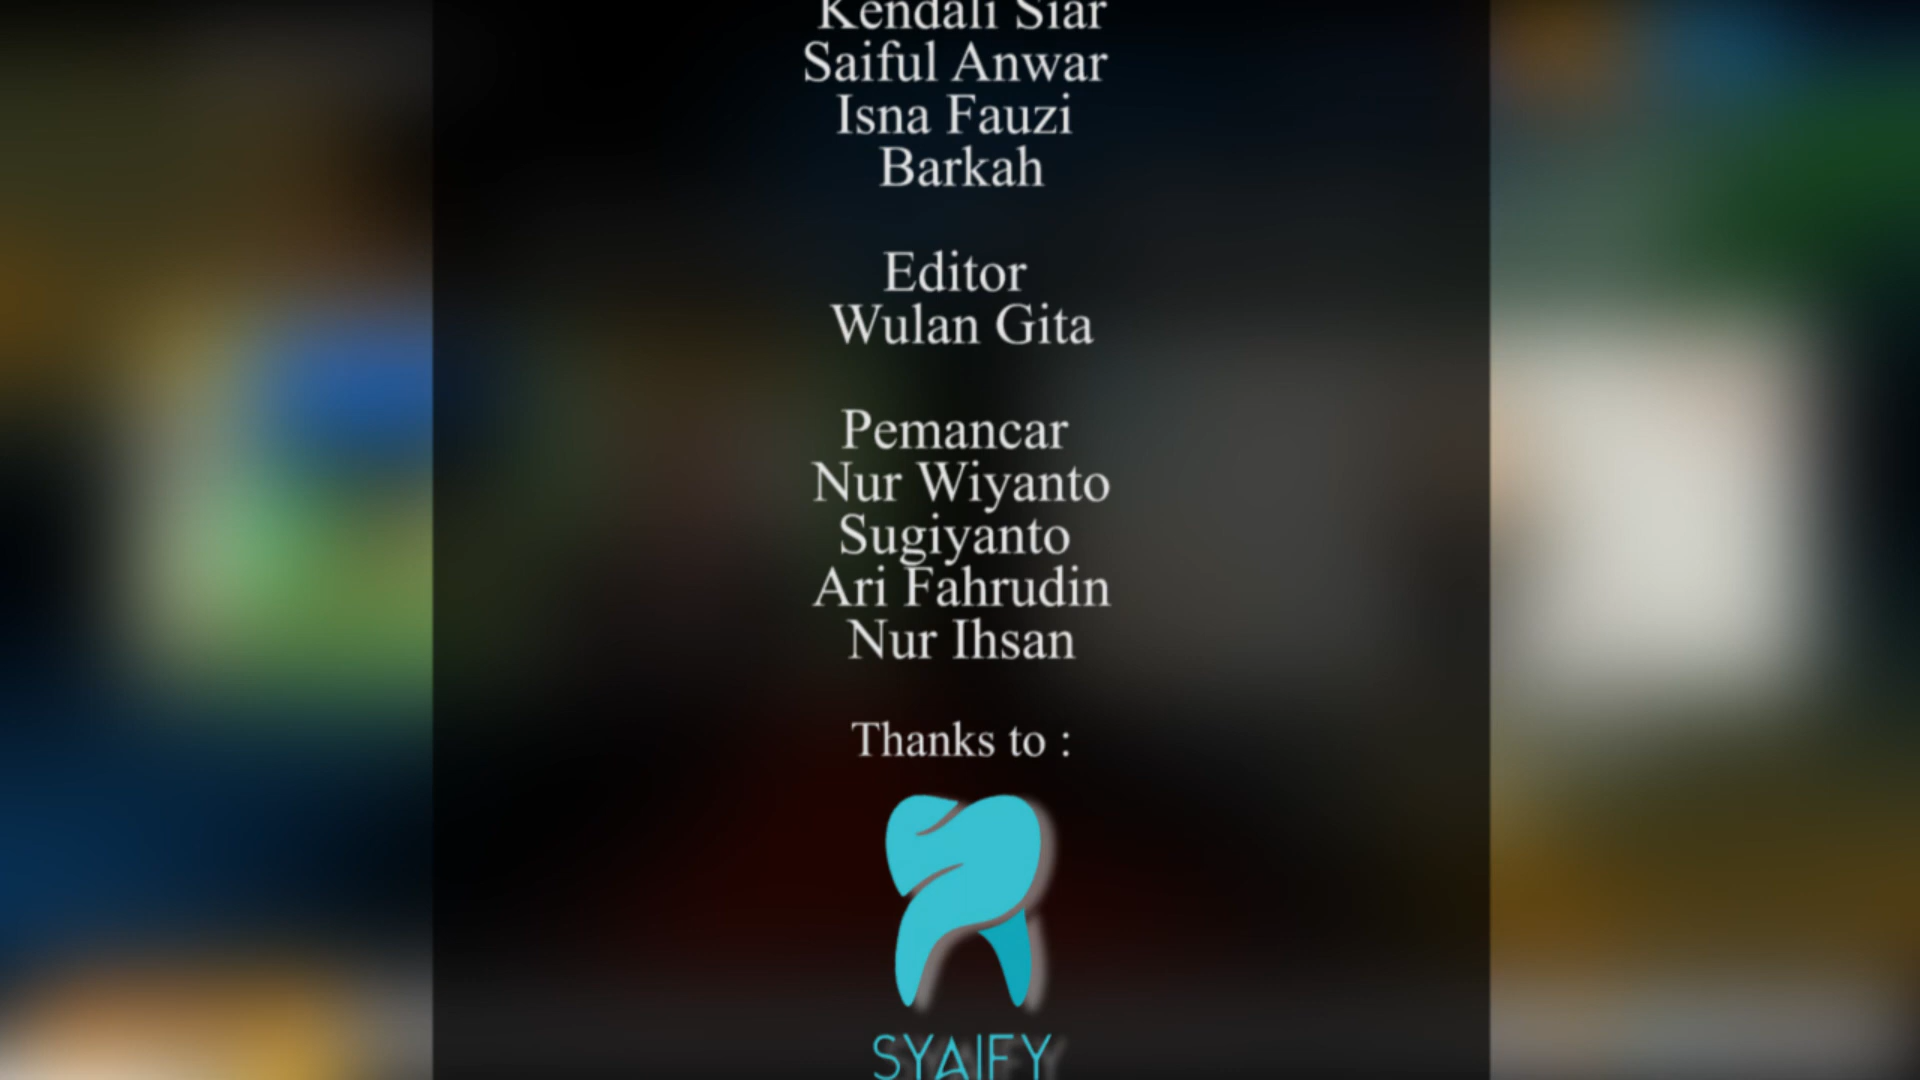 Kendali Siar
Saiful Anwar
Isna Fauzi
Barkah
Editor
Wulan Gita
Pemancar
Nur Wiyanto
Sugiyanto
Ari Fahrudin
Nur Ihsan
Thanks to :
SYAIFY